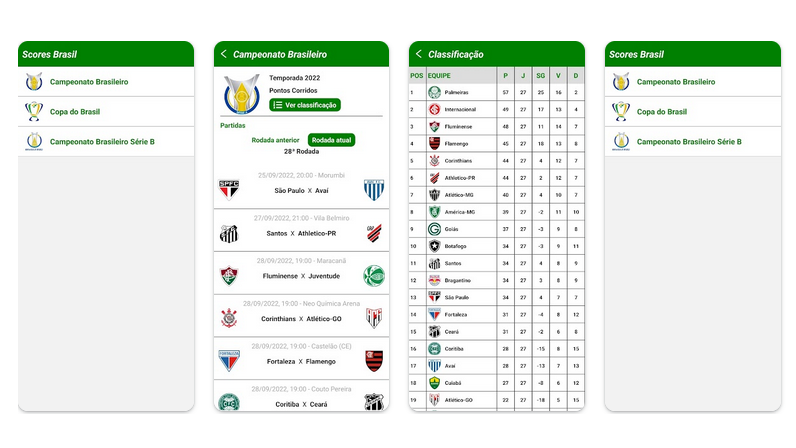 Scores Brasil
Campeonato Brasileiro
Copa do Brasil
Campeonato Brasileiro Série B
Campeonato Brasileiro
Temporada 2022
Pontos Corridos
Ver classificação
Partidas
Rodada anterior Rodada atual
28ª Rodada
25/09/2022, 20:00 - Morumbi
São Paulo X Avaí
27/09/2022, 21:00 - Vila Belmiro
Santos X Athletico-PR
28/09/2022, 19:00 - Maracanã
Fluminense X Juventude
28/09/2022, 19:00 - Neo Química Arena
Corinthians X Atlético-GO
28/09/2022, 19:00 - Castelão (CE)
Fortaleza X Flamengo
28/09/2022, 19:00 - Couto Pereira
Coritiba X Ceará
Classificação
POS EQUIPE P J SG V D
1 Palmeiras 57 27 25 16 2
2 Internacional 49 27 17 13 4
3 Fluminense 48 27 11 14 7
4 Flamengo 45 27 18 13 8
5 Corinthians 44 27 4 12 7
6 Athletico-PR 44 27 2 12 7
7 Atlético-MG 40 27 4 10 7
8 América-MG 39 27 -2 11 10
9 Goiás 37 27 -3 9 8
10 Botafogo 34 27 -3 9 11
11 Santos 34 27 4 8 9
12 Bragantino 34 27 3 8 9
13 São Paulo 34 27 4 7 7
14 Fortaleza 31 27 -4 8 12
15 Ceará 31 27 -2 6 8
16 Coritiba 28 27 -15 8 15
17 Avaí 28 27 -13 7 13
18 Cuiabá 27 27 -8 6 12
19 Atlético-GO 22 27 -18 5 15
Scores Brasil
Campeonato Brasileiro
Copa do Brasil
Campeonato Brasileiro Série B